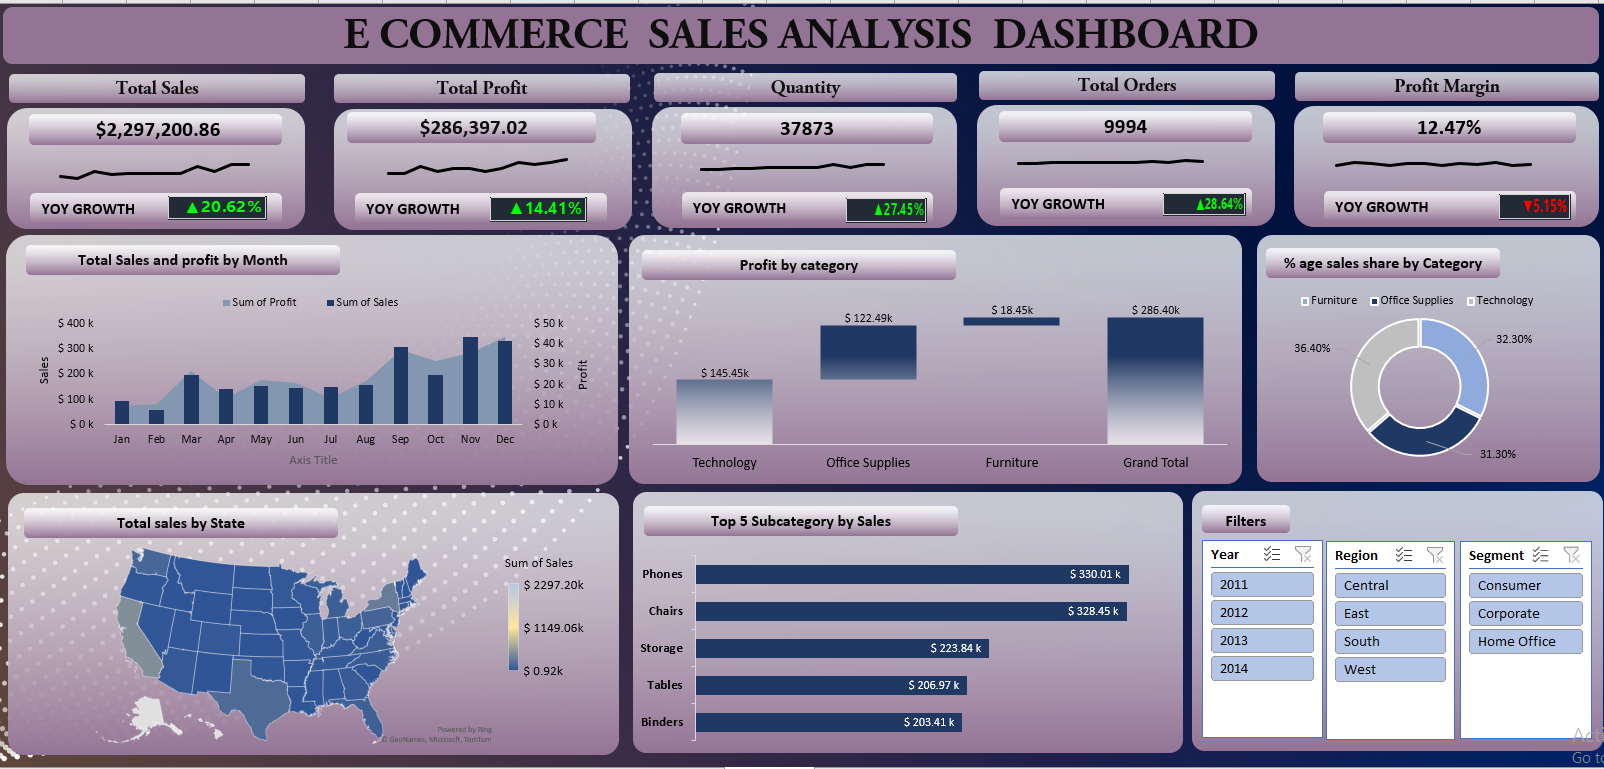 E COMMERCE SALES ANALYSIS DASHBOARD
Total Sales
Total Profit
Quantity
Total Orders
Profit Margin
$2,297,200.86
$286,397.02
37873
9994
12.47%
YOY GROWTH ▲20.62%
YOY GROWTH ▲14.41%
YOY GROWTH ▲27.45%
YOY GROWTH ▲28.64%
YOY GROWTH ▼5.15%
Total Sales and profit by Month
Sum of Profit
Sum of Sales
Sales
$ 400 k
$ 300 k
$ 200 k
$ 100 k
$ 0 k
$ 50 k
$ 40 k
$ 30 k
$ 20 k
$ 10 k
$ 0 k
Profit
Jan Feb Mar Apr May Jun Jul Aug Sep Oct Nov Dec
Axis Title
Profit by category
$ 145.45k
$ 122.49k
$ 18.45k
$ 286.40k
Technology
Office Supplies
Furniture
Grand Total
% age sales share by Category
Furniture
Office Supplies
Technology
36.40%
32.30%
31.30%
Total sales by State
Sum of Sales
$ 2297.20k
$ 1149.06k
$ 0.92k
Powered by Bing
© GeoNames, Microsoft, TomTom
Top 5 Subcategory by Sales
Phones $ 330.01 k
Chairs $ 328.45 k
Storage $ 223.84 k
Tables $ 206.97 k
Binders $ 203.41 k
Filters
Year
2011
2012
2013
2014
Region
Central
East
South
West
Segment
Consumer
Corporate
Home Office
Go to